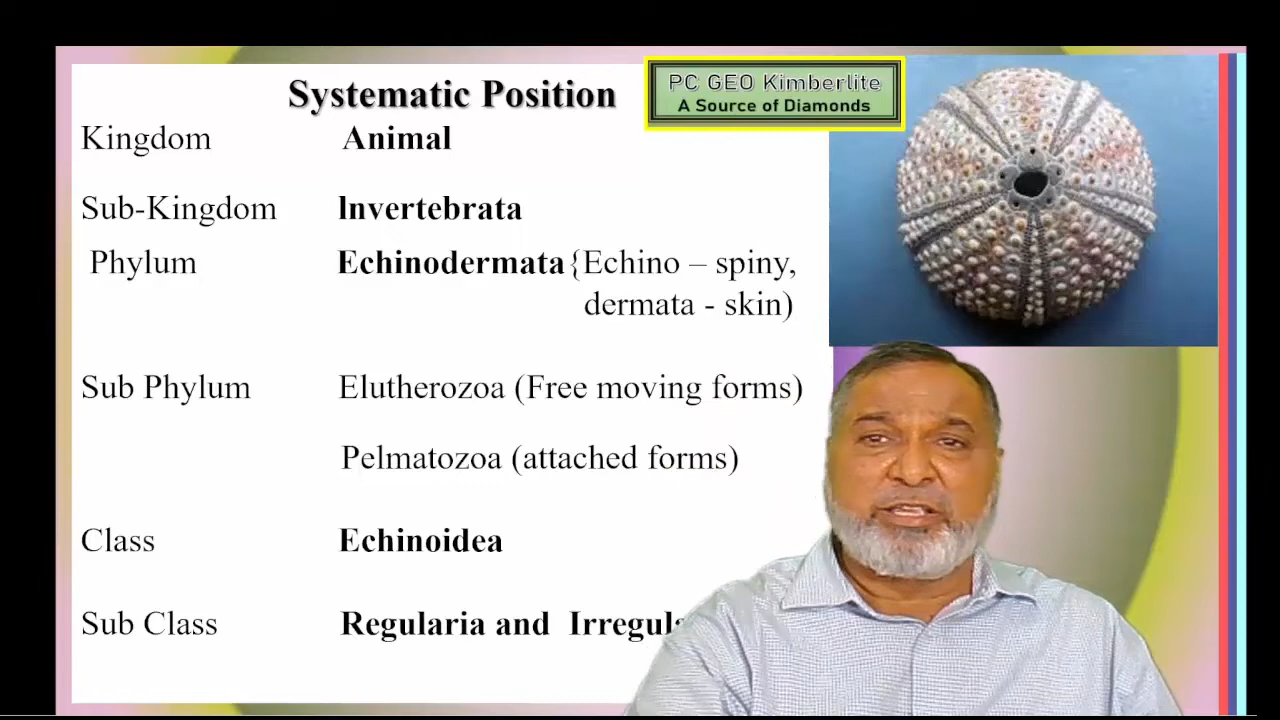 Systematic Position
PC GEO Kimberlite
A Source of Diamonds
Kingdom Animal
Sub-Kingdom Invertebrata
Phylum Echinodermata {Echino – spiny,
dermata - skin)
Sub Phylum Elutherozoa (Free moving forms)
Pelmatozoa (attached forms)
Class Echinoidea
Sub Class Regularia and